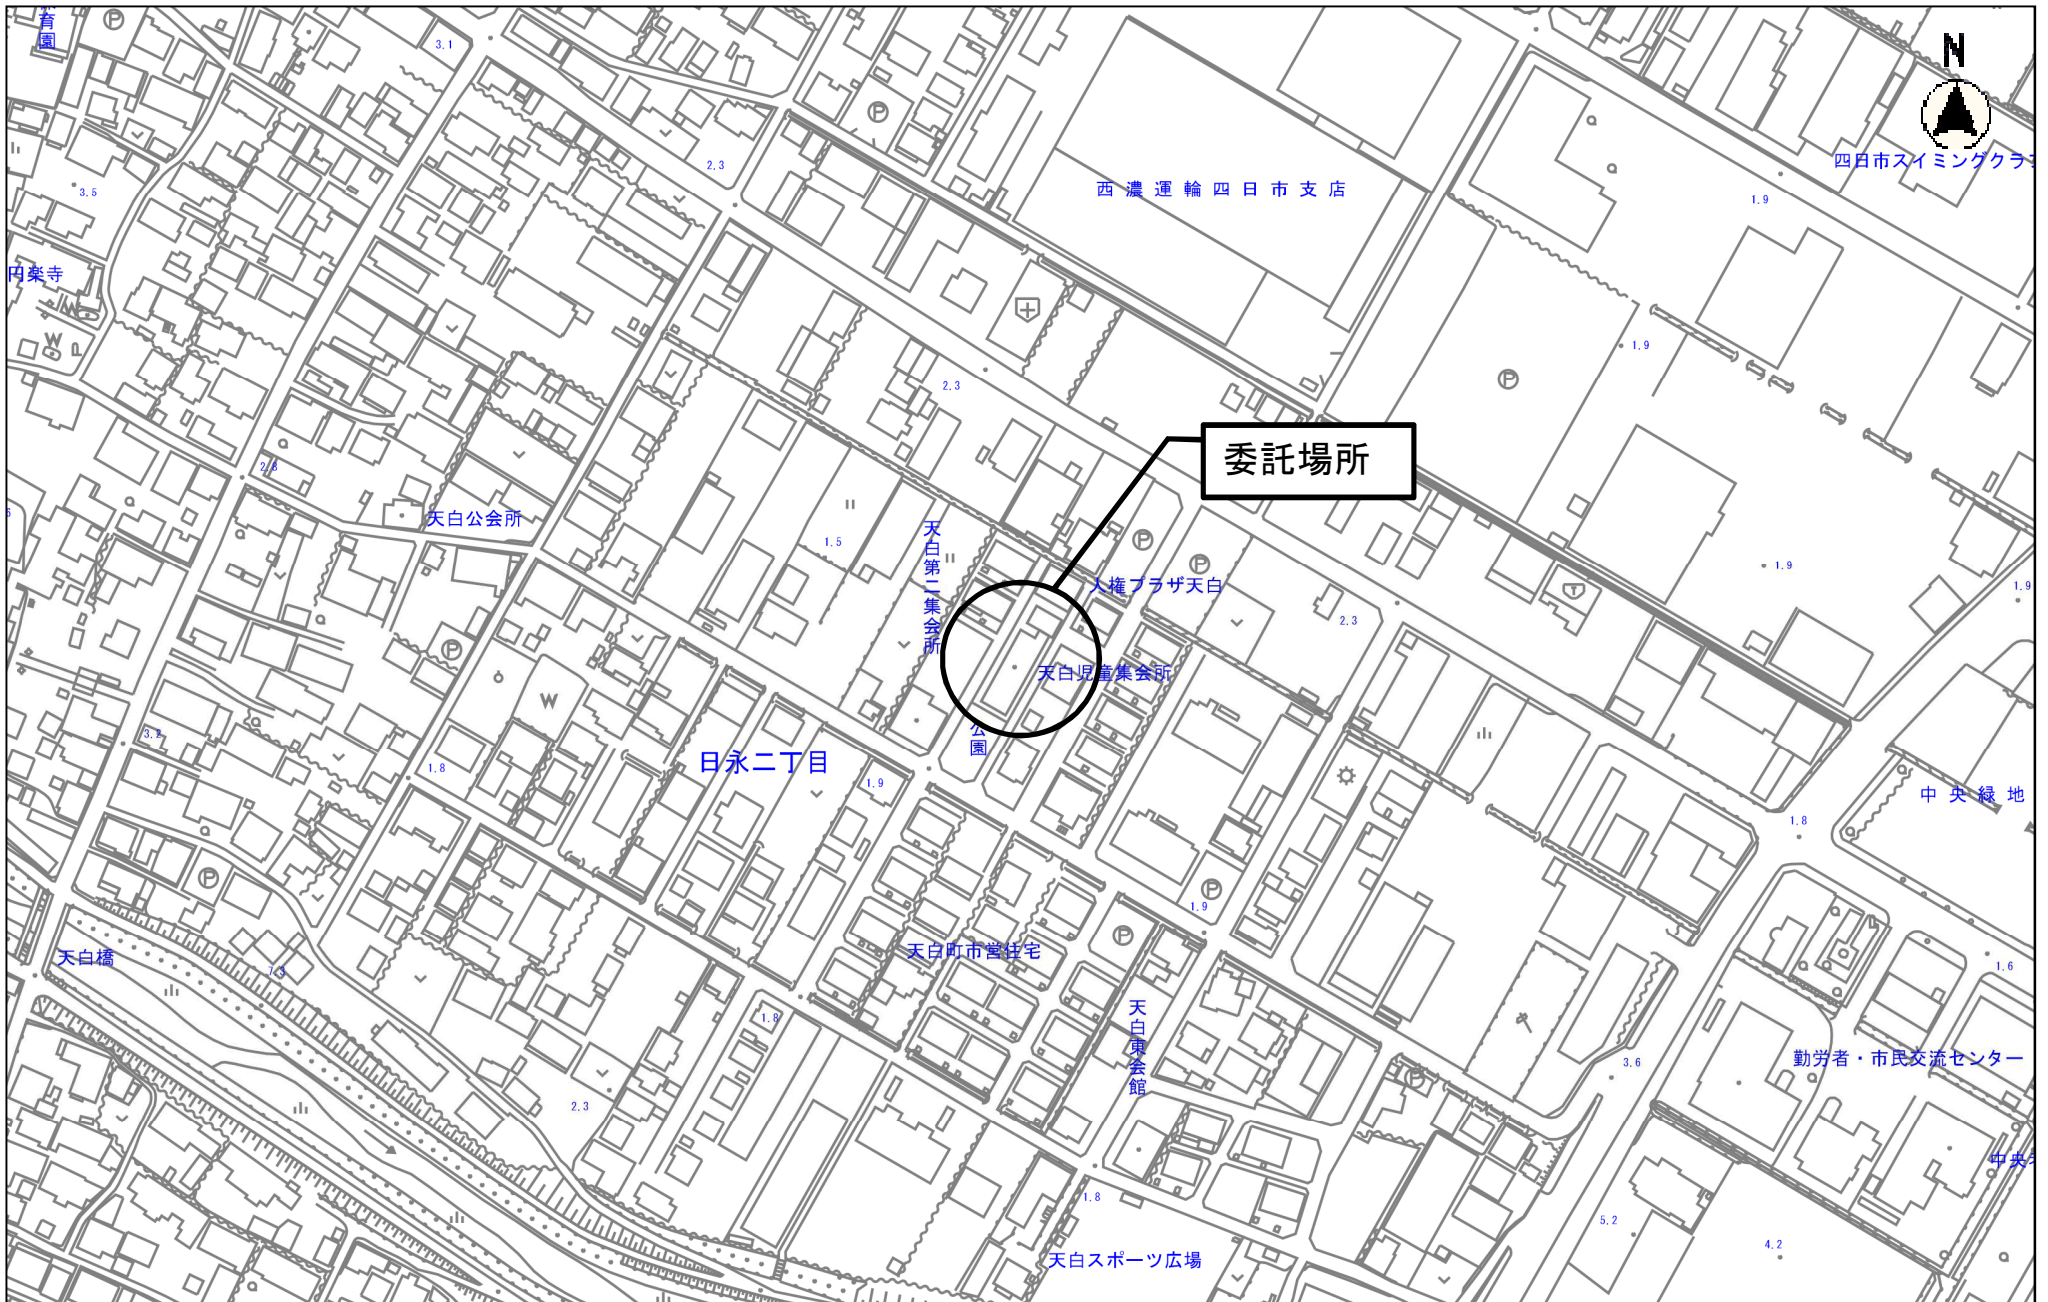 育園
3.1
N
四日市スイミングクラ
2.3
西濃運輸四日市支店
3.5
1.9
円楽寺
1.9
2.3
委託場所
2.8
天白公会所
天白第二集会所
1.5
人権プラザ天白
1.9
1.9
2.3
天白児童集会所
公園
3.2
1.8
日永二丁目
1.9
中央緑地
1.8
1.9
天白町市営住宅
天白橋
7.3
1.6
天白東会館
1.8
勤労者・市民交流センター
3.6
2.3
中央
1.8
5.2
4.2
天白スポーツ広場